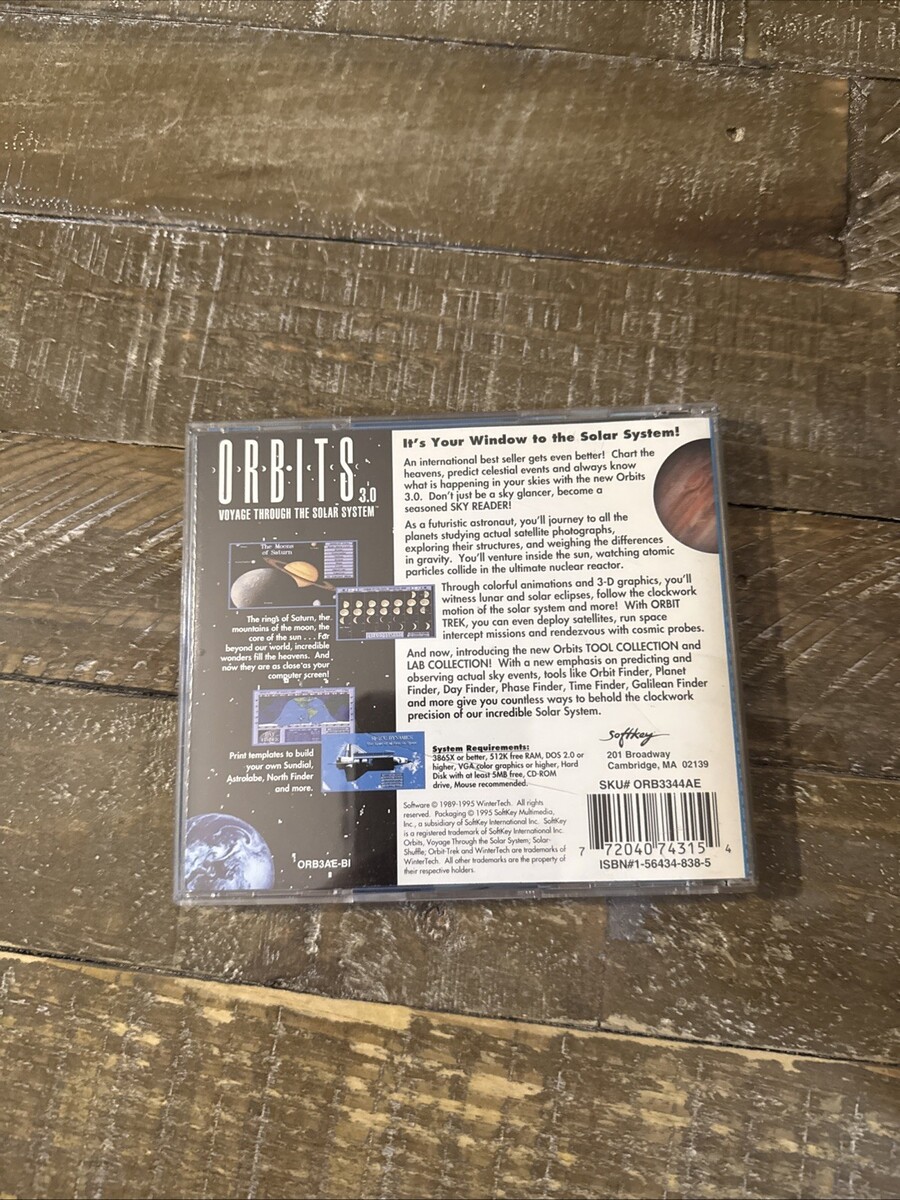 ORBITS 3.0
VOYAGE THROUGH THE SOLAR SYSTEM™
The Moons
of Saturn
The rings of Saturn, the
mountains of the moon, the
core of the sun . . . Far
beyond our world, incredible
wonders fill the heavens. And
now they are as close as your
computer screen!
Print templates to build
your own Sundial,
Astrolabe, North Finder
and more.
ORB3AE-BI
It's Your Window to the Solar System!
An international best seller gets even better! Chart the
heavens, predict celestial events and always know
what is happening in your skies with the new Orbits
3.0. Don't just be a sky glancer, become a
seasoned SKY READER!
As a futuristic astronaut, you'll journey to all the
planets studying actual satellite photographs,
exploring their structures, and weighing the differences
in gravity. You'll venture inside the sun, watching atomic
particles collide in the ultimate nuclear reactor.
Through colorful animations and 3-D graphics, you'll
witness lunar and solar eclipses, follow the clockwork
motion of the solar system and more! With ORBIT
TREK, you can even deploy satellites, run space
intercept missions and rendezvous with cosmic probes.
And now, introducing the new Orbits TOOL COLLECTION and
LAB COLLECTION! With a new emphasis on predicting and
observing actual sky events, tools like Orbit Finder, Planet
Finder, Day Finder, Phase Finder, Time Finder, Galilean Finder
and more give you countless ways to behold the clockwork
precision of our incredible Solar System.
System Requirements:
386SX or better, 512K free RAM, DOS 2.0 or
higher, VGA color graphics or higher, Hard
Disk with at least 5MB free, CD-ROM
drive, Mouse recommended.
Software © 1989-1995 WinterTech. All rights
reserved. Packaging © 1995 SoftKey Multimedia,
Inc., a subsidiary of SoftKey International Inc. SoftKey
is a registered trademark of SoftKey International Inc.
Orbits, Voyage Through the Solar System; Solar-
Shuffle; Orbit-Trek and WinterTech are trademarks of
WinterTech. All other trademarks are the property of
their respective holders.
SoftKey
201 Broadway
Cambridge, MA 02139
SKU# ORB3344AE
7 72040 74315 4
ISBN#1-56434-838-5